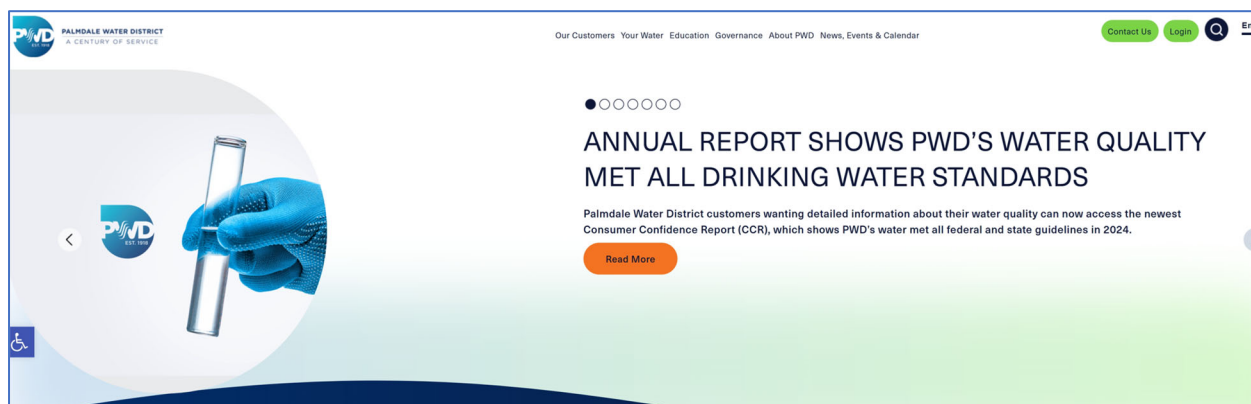 PWD
EST. 1918
PALMDALE WATER DISTRICT
A CENTURY OF SERVICE
Our Customers Your Water Education Governance About PWD News, Events & Calendar
Contact Us Login
ANNUAL REPORT SHOWS PWD'S WATER QUALITY
MET ALL DRINKING WATER STANDARDS
Palmdale Water District customers wanting detailed information about their water quality can now access the newest
Consumer Confidence Report (CCR), which shows PWD's water met all federal and state guidelines in 2024.
Read More
PWD
EST. 1918